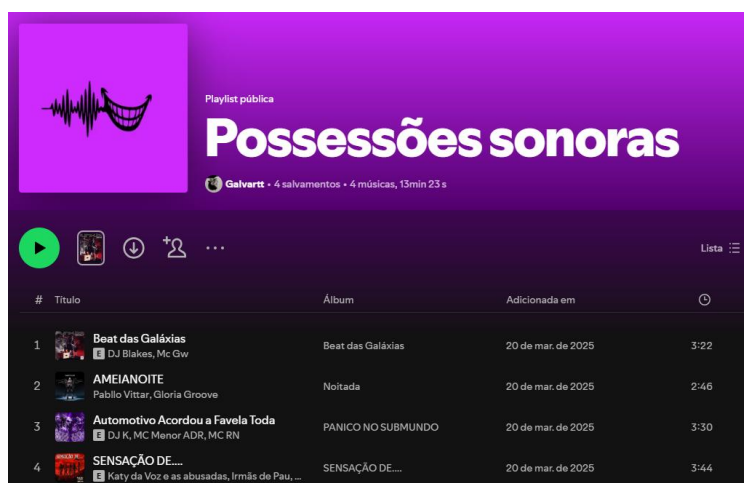 Playlist pública
Possessões sonoras
Galvartt • 4 salvamentos • 4 músicas, 13min 23 s
Lista
# Título Álbum Adicionada em
1 Beat das Galáxias Beat das Galáxias 20 de mar. de 2025 3:22
E DJ Blakes, Mc Gw
2 AMEIANOITE Noitada 20 de mar. de 2025 2:46
Pabllo Vittar, Gloria Groove
3 Automotivo Acordou a Favela Toda PANICO NO SUBMUNDO 20 de mar. de 2025 3:30
E DJ K, MC Menor ADR, MC RN
4 SENSAÇÃO DE.... SENSAÇÃO DE.... 20 de mar. de 2025 3:44
E Katy da Voz e as abusadas, Irmãs de Pau, ...